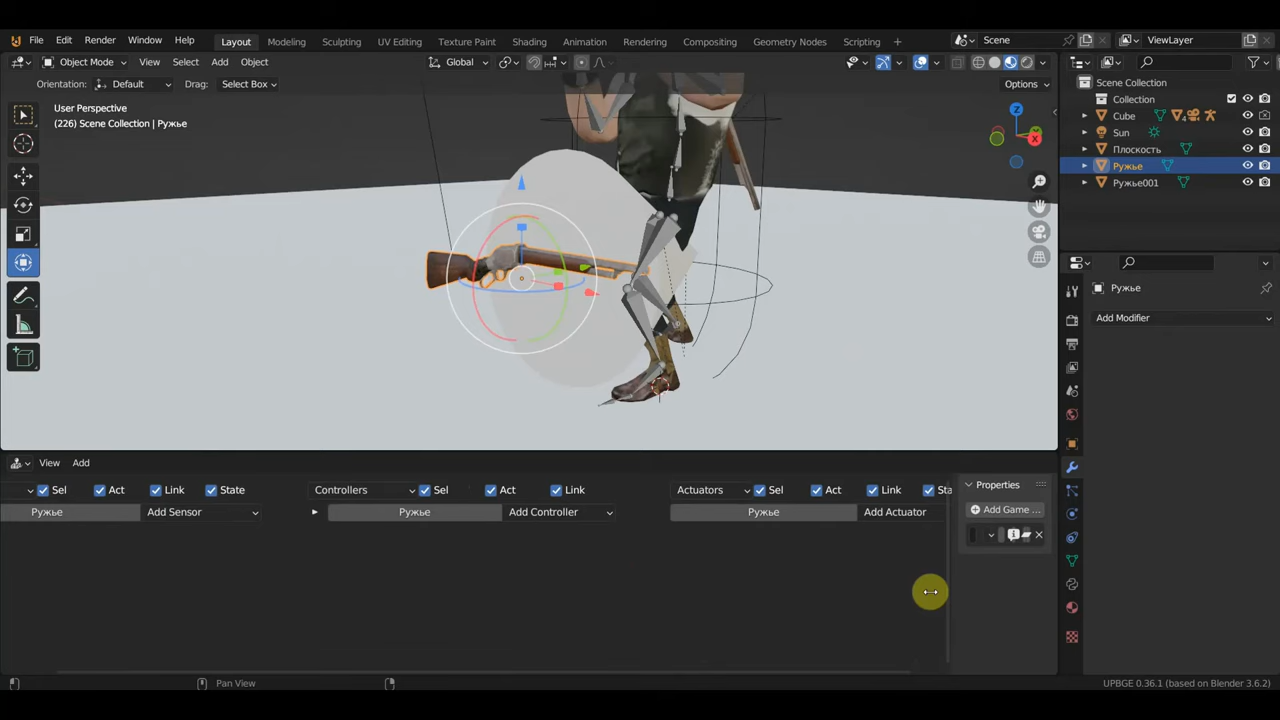 File Edit Render Window Help Layout Modeling Sculpting UV Editing Texture Paint Shading Animation Rendering Compositing Geometry Nodes Scripting + Scene ViewLayer
Object Mode View Select Add Object Global
Orientation: Default Drag: Select Box Options
User Perspective
(226) Scene Collection | Ружье
Z
X
Scene Collection
Collection
Cube 4
Sun
Плоскость
Ружье
Ружье001
Ружье
Add Modifier
View Add
Sel Act Link State Controllers Sel Act Link Actuators Sel Act Link Sta
Ружье Add Sensor Ружье Add Controller Ружье Add Actuator
Properties
Add Game ...
Pan View
UPBGE 0.36.1 (based on Blender 3.6.2)